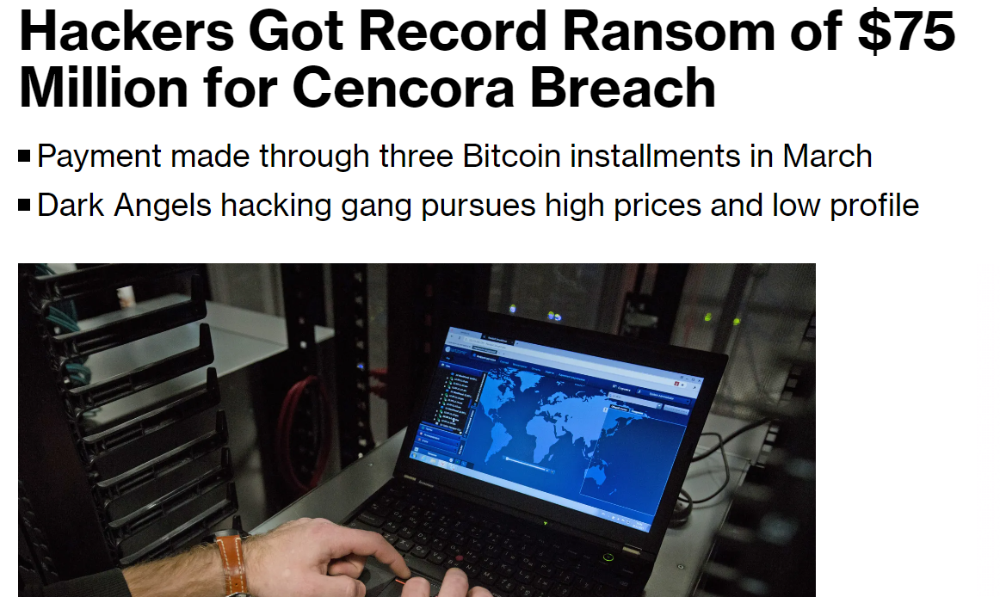 Hackers Got Record Ransom of $75
Million for Cencora Breach
Payment made through three Bitcoin installments in March
Dark Angels hacking gang pursues high prices and low profile